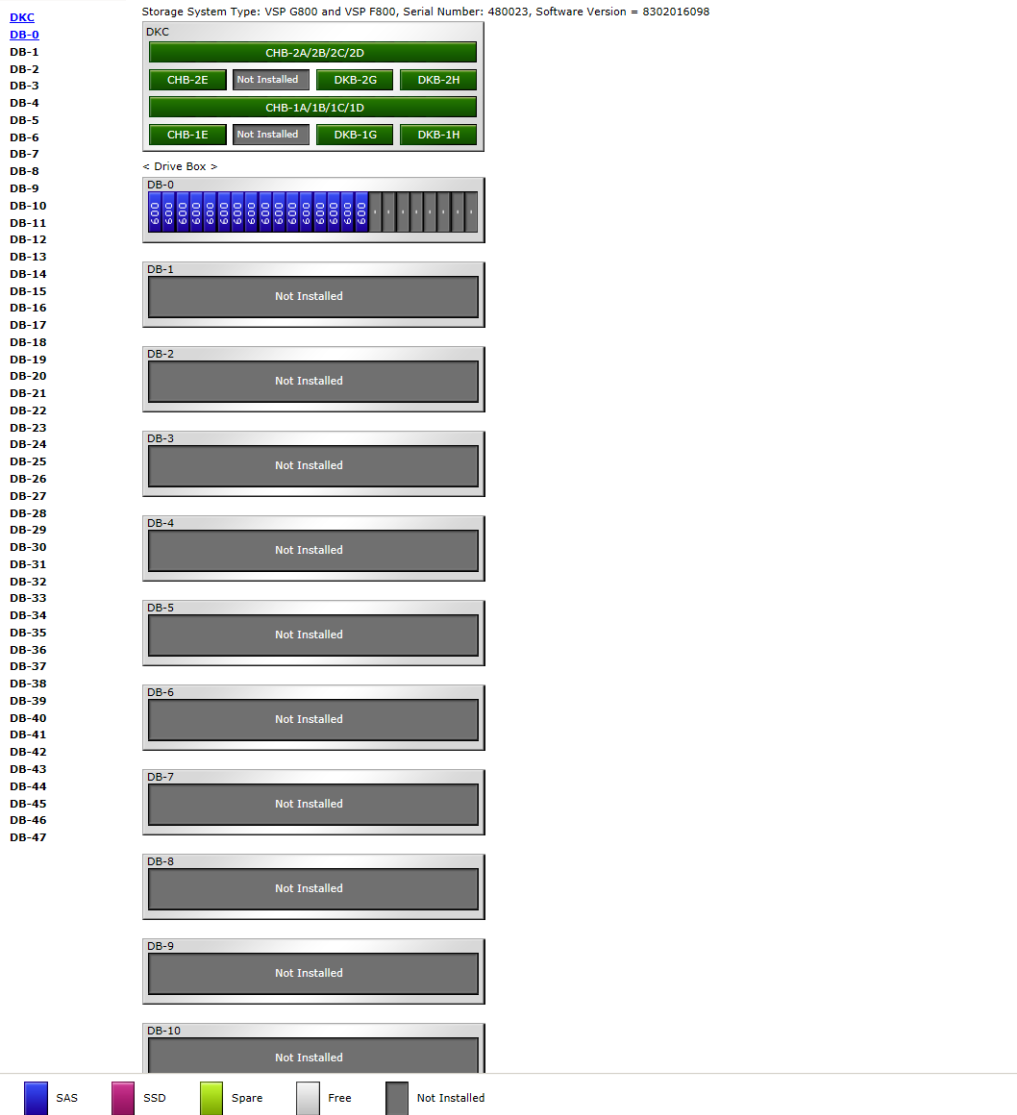 DKC
DB-0
DB-1
DB-2
DB-3
DB-4
DB-5
DB-6
DB-7
DB-8
DB-9
DB-10
DB-11
DB-12
DB-13
DB-14
DB-15
DB-16
DB-17
DB-18
DB-19
DB-20
DB-21
DB-22
DB-23
DB-24
DB-25
DB-26
DB-27
DB-28
DB-29
DB-30
DB-31
DB-32
DB-33
DB-34
DB-35
DB-36
DB-37
DB-38
DB-39
DB-40
DB-41
DB-42
DB-43
DB-44
DB-45
DB-46
DB-47
Storage System Type: VSP G800 and VSP F800, Serial Number: 480023, Software Version = 8302016098
DKC
CHB-2A/2B/2C/2D
CHB-2E Not Installed DKB-2G DKB-2H
CHB-1A/1B/1C/1D
CHB-1E Not Installed DKB-1G DKB-1H
< Drive Box >
DB-0
600 600 600 600 600 600 600 600 600 600 600 600 600 600 600 600 - - - - - - - -
DB-1
Not Installed
DB-2
Not Installed
DB-3
Not Installed
DB-4
Not Installed
DB-5
Not Installed
DB-6
Not Installed
DB-7
Not Installed
DB-8
Not Installed
DB-9
Not Installed
DB-10
Not Installed
SAS SSD Spare Free Not Installed